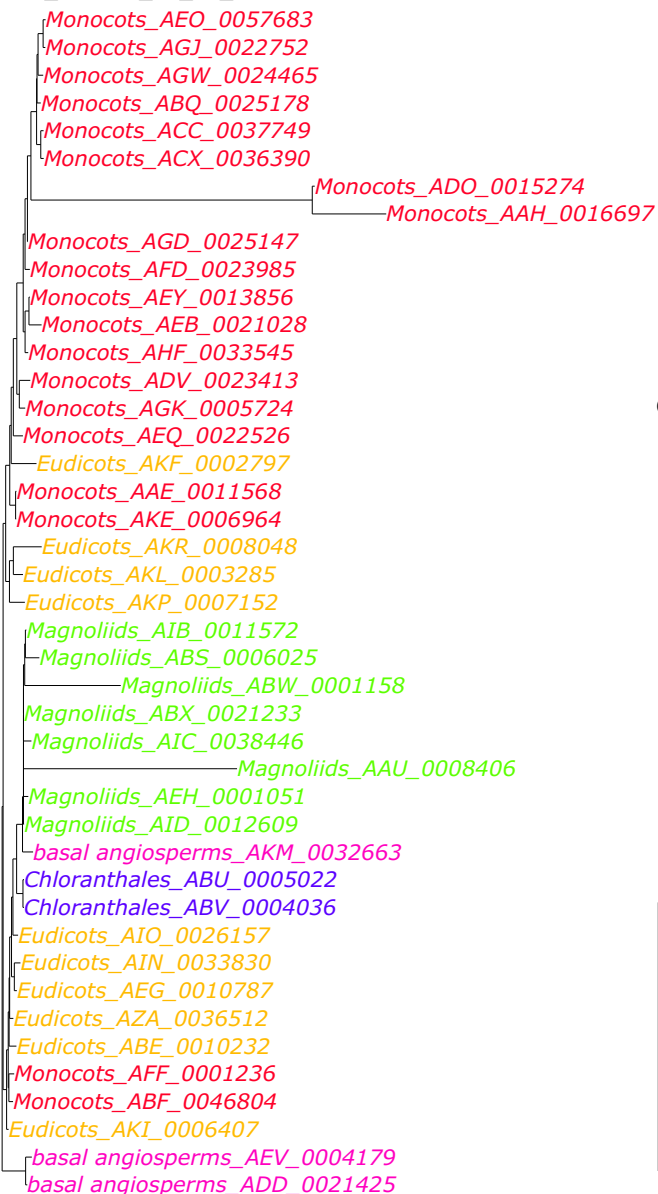 Monocots_AEO_0057683
Monocots_AGJ_0022752
Monocots_AGW_0024465
Monocots_ABQ_0025178
Monocots_ACC_0037749
Monocots_ACX_0036390
Monocots_ADO_0015274
Monocots_AAH_0016697
Monocots_AGD_0025147
Monocots_AFD_0023985
Monocots_AEY_0013856
Monocots_AEB_0021028
Monocots_AHF_0033545
Monocots_ADV_0023413
Monocots_AGK_0005724
Monocots_AEQ_0022526
Eudicots_AKF_0002797
Monocots_AAE_0011568
Monocots_AKE_0006964
Eudicots_AKR_0008048
Eudicots_AKL_0003285
Eudicots_AKP_0007152
Magnoliids_AIB_0011572
Magnoliids_ABS_0006025
Magnoliids_ABW_0001158
Magnoliids_ABX_0021233
Magnoliids_AIC_0038446
Magnoliids_AAU_0008406
Magnoliids_AEH_0001051
Magnoliids_AID_0012609
basal angiosperms_AKM_0032663
Chloranthales_ABU_0005022
Chloranthales_ABV_0004036
Eudicots_AIO_0026157
Eudicots_AIN_0033830
Eudicots_AEG_0010787
Eudicots_AZA_0036512
Eudicots_ABE_0010232
Monocots_AFF_0001236
Monocots_ABF_0046804
Eudicots_AKI_0006407
basal angiosperms_AEV_0004179
basal angiosperms_ADD_0021425